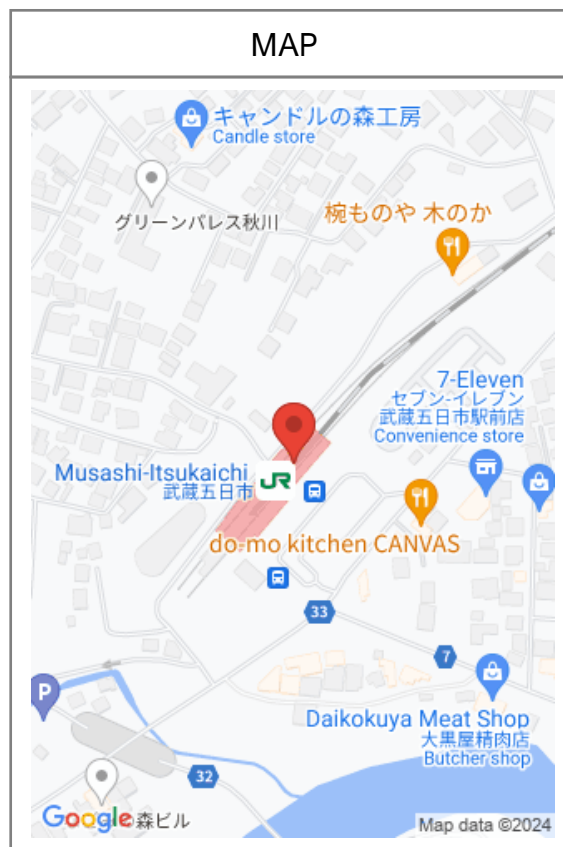 MAP
キャンドルの森工房
Candle store
グリーンパレス秋川
椀ものや 木のか
7-Eleven
セブン-イレブン
武蔵五日市駅前店
Convenience store
Musashi-Itsukaichi
武蔵五日市
JR
do-mo kitchen CANVAS
33
7
P
Daikokuya Meat Shop
大黒屋精肉店
Butcher shop
32
Google
の森ビル
Map data ©2024